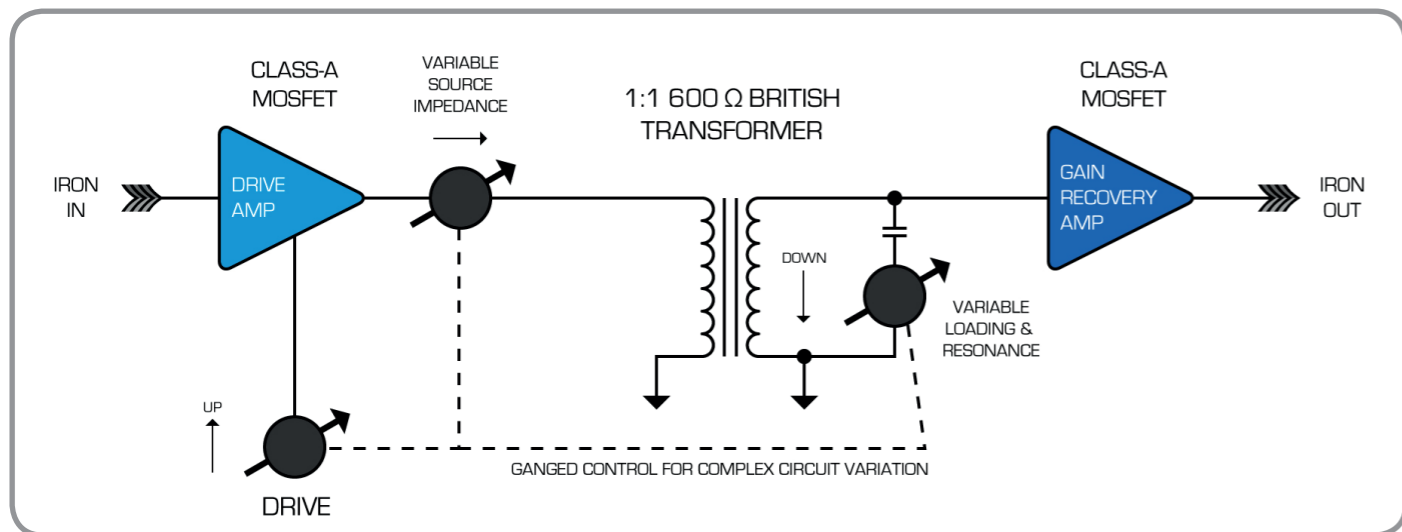 CLASS-A
MOSFET
VARIABLE
SOURCE
IMPEDANCE
1:1 600 Ω BRITISH
TRANSFORMER
CLASS-A
MOSFET
IRON
IN
DRIVE
AMP
GAIN
RECOVERY
AMP
IRON
OUT
DOWN
VARIABLE
LOADING &
RESONANCE
UP
GANGED CONTROL FOR COMPLEX CIRCUIT VARIATION
DRIVE